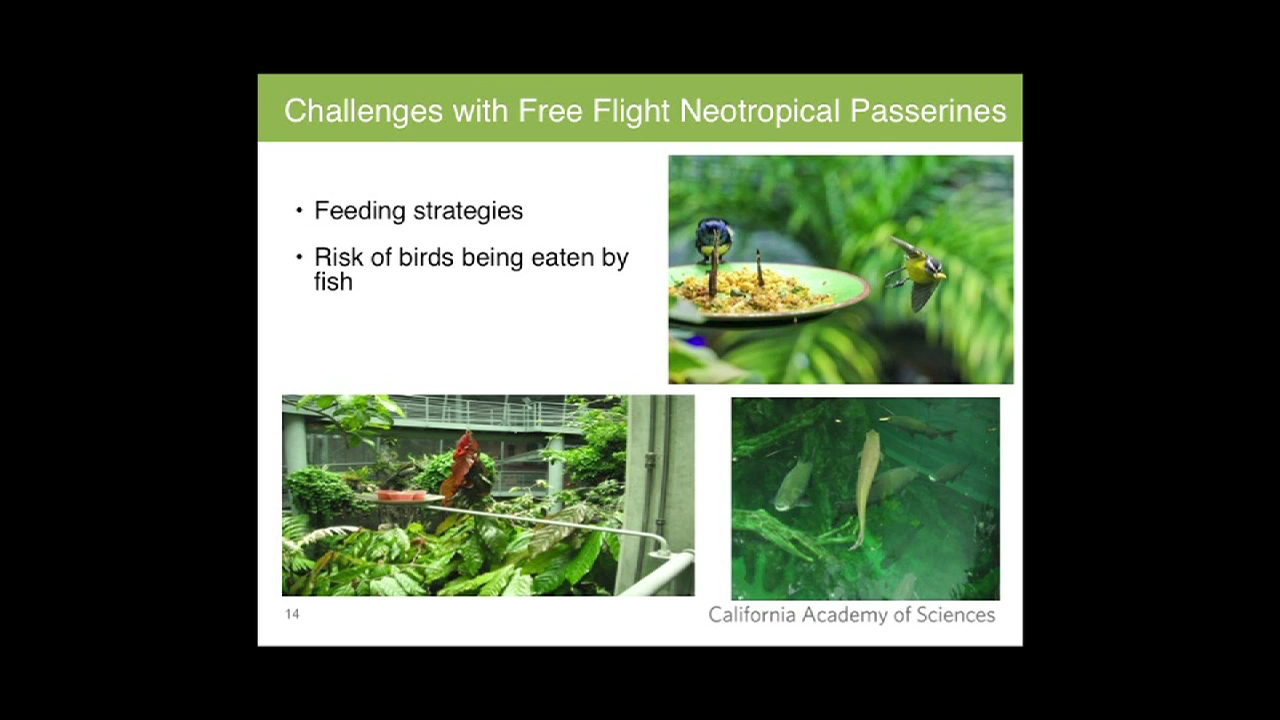 Challenges with Free Flight Neotropical Passerines
• Feeding strategies
• Risk of birds being eaten by
fish
14
California Academy of Sciences